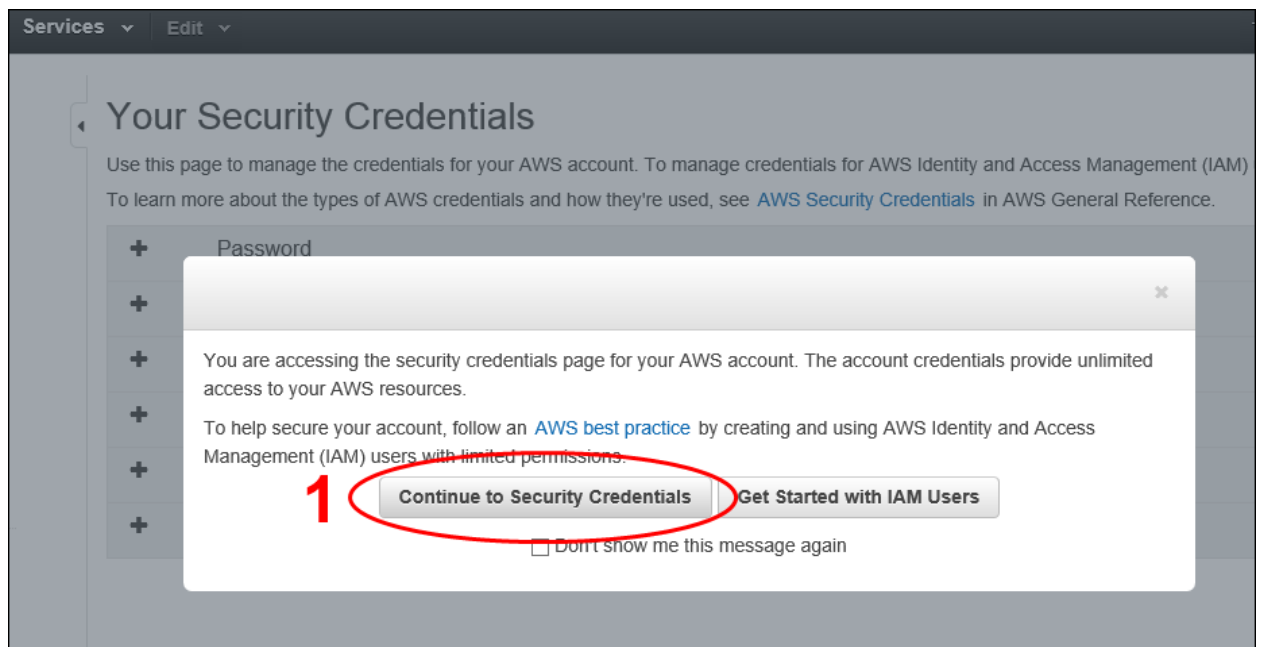 Services Edit
Your Security Credentials
Use this page to manage the credentials for your AWS account. To manage credentials for AWS Identity and Access Management (IAM)
To learn more about the types of AWS credentials and how they're used, see AWS Security Credentials in AWS General Reference.
Password
You are accessing the security credentials page for your AWS account. The account credentials provide unlimited
access to your AWS resources.
To help secure your account, follow an AWS best practice by creating and using AWS Identity and Access
Management (IAM) users with limited permissions.
1 Continue to Security Credentials Get Started with IAM Users
Don't show me this message again